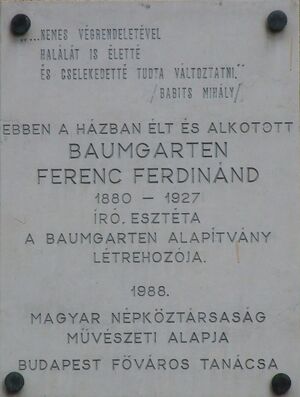 „...NEMES VÉGRENDELETÉVEL
HALÁLÁT IS ÉLETTÉ
ÉS CSELEKEDETTÉ TUDTA VÁLTOZTATNI.”
/BABITS MIHÁLY/
EBBEN A HÁZBAN ÉLT ÉS ALKOTOTT
BAUMGARTEN
FERENC FERDINÁND
1880 – 1927
ÍRÓ, ESZTÉTA
A BAUMGARTEN ALAPÍTVÁNY
LÉTREHOZÓJA.
1988.
MAGYAR NÉPKÖZTÁRSASÁG
MŰVÉSZETI ALAPJA
BUDAPEST FŐVÁROS TANÁCSA